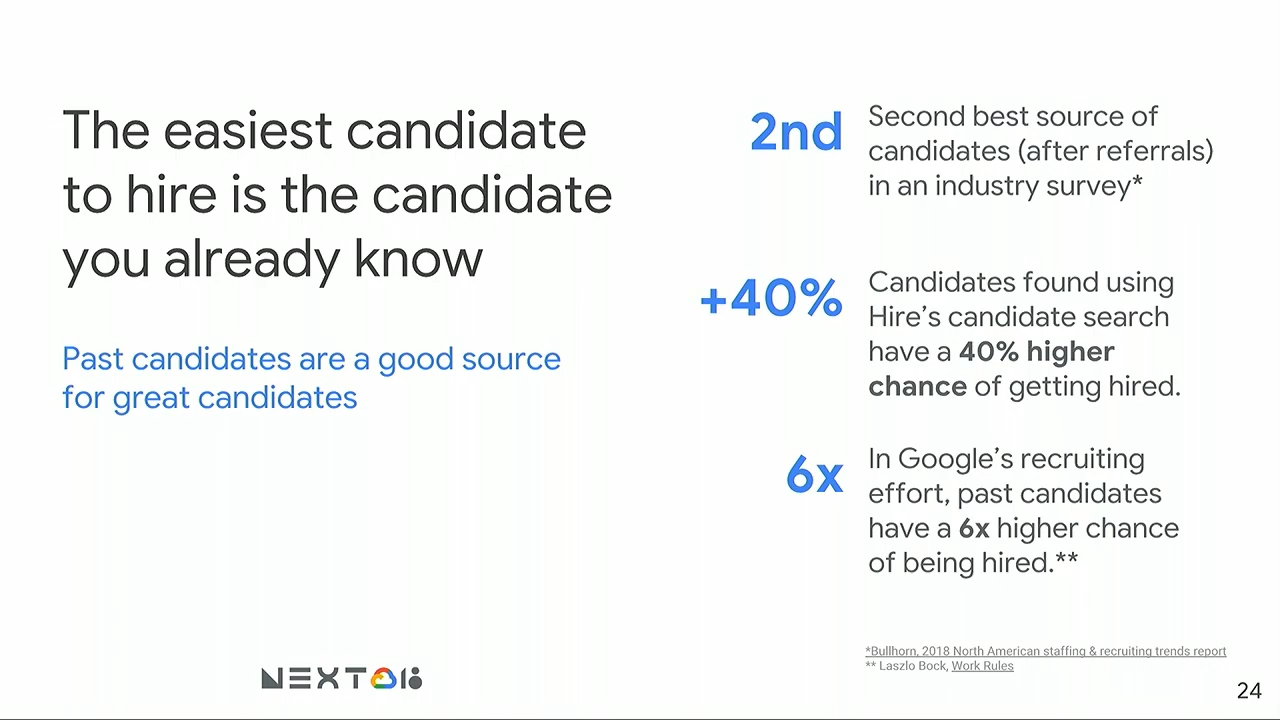 The easiest candidate
to hire is the candidate
you already know
Past candidates are a good source
for great candidates
2nd
Second best source of
candidates (after referrals)
in an industry survey*
+40%
Candidates found using
Hire's candidate search
have a 40% higher
chance of getting hired.
6x
In Google's recruiting
effort, past candidates
have a 6x higher chance
of being hired.**
*Bullhorn, 2018 North American staffing & recruiting trends report
** Laszlo Bock, Work Rules
NEXT 18
24